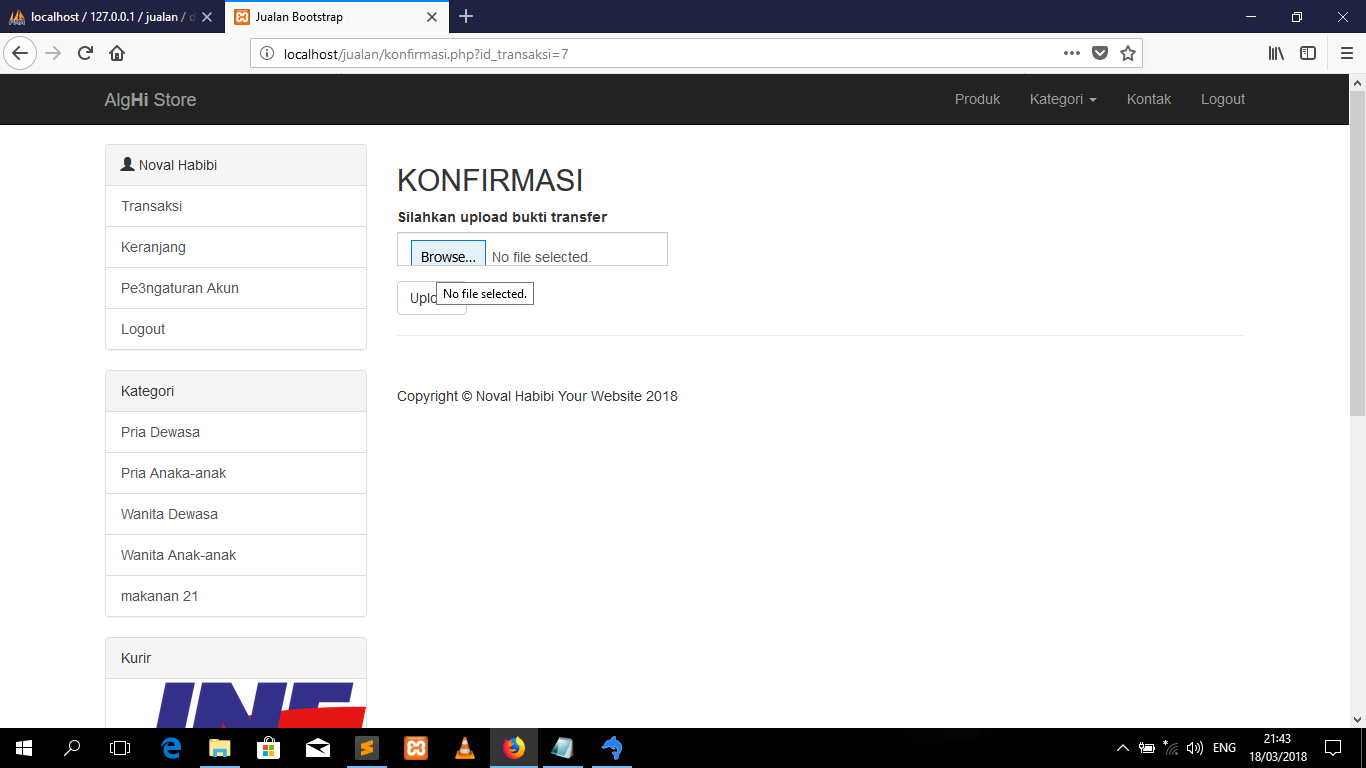 localhost / 127.0.0.1 / jualan / d
Jualan Bootstrap
localhost/jualan/konfirmasi.php?id_transaksi=7
AlgHi Store
Produk
Kategori
Kontak
Logout
Noval Habibi
Transaksi
Keranjang
Pe3ngaturan Akun
Logout
Kategori
Pria Dewasa
Pria Anaka-anak
Wanita Dewasa
Wanita Anak-anak
makanan 21
Kurir
JNE
KONFIRMASI
Silahkan upload bukti transfer
Browse... No file selected.
Uplo
No file selected.
Copyright © Noval Habibi Your Website 2018
ENG
21:43
18/03/2018